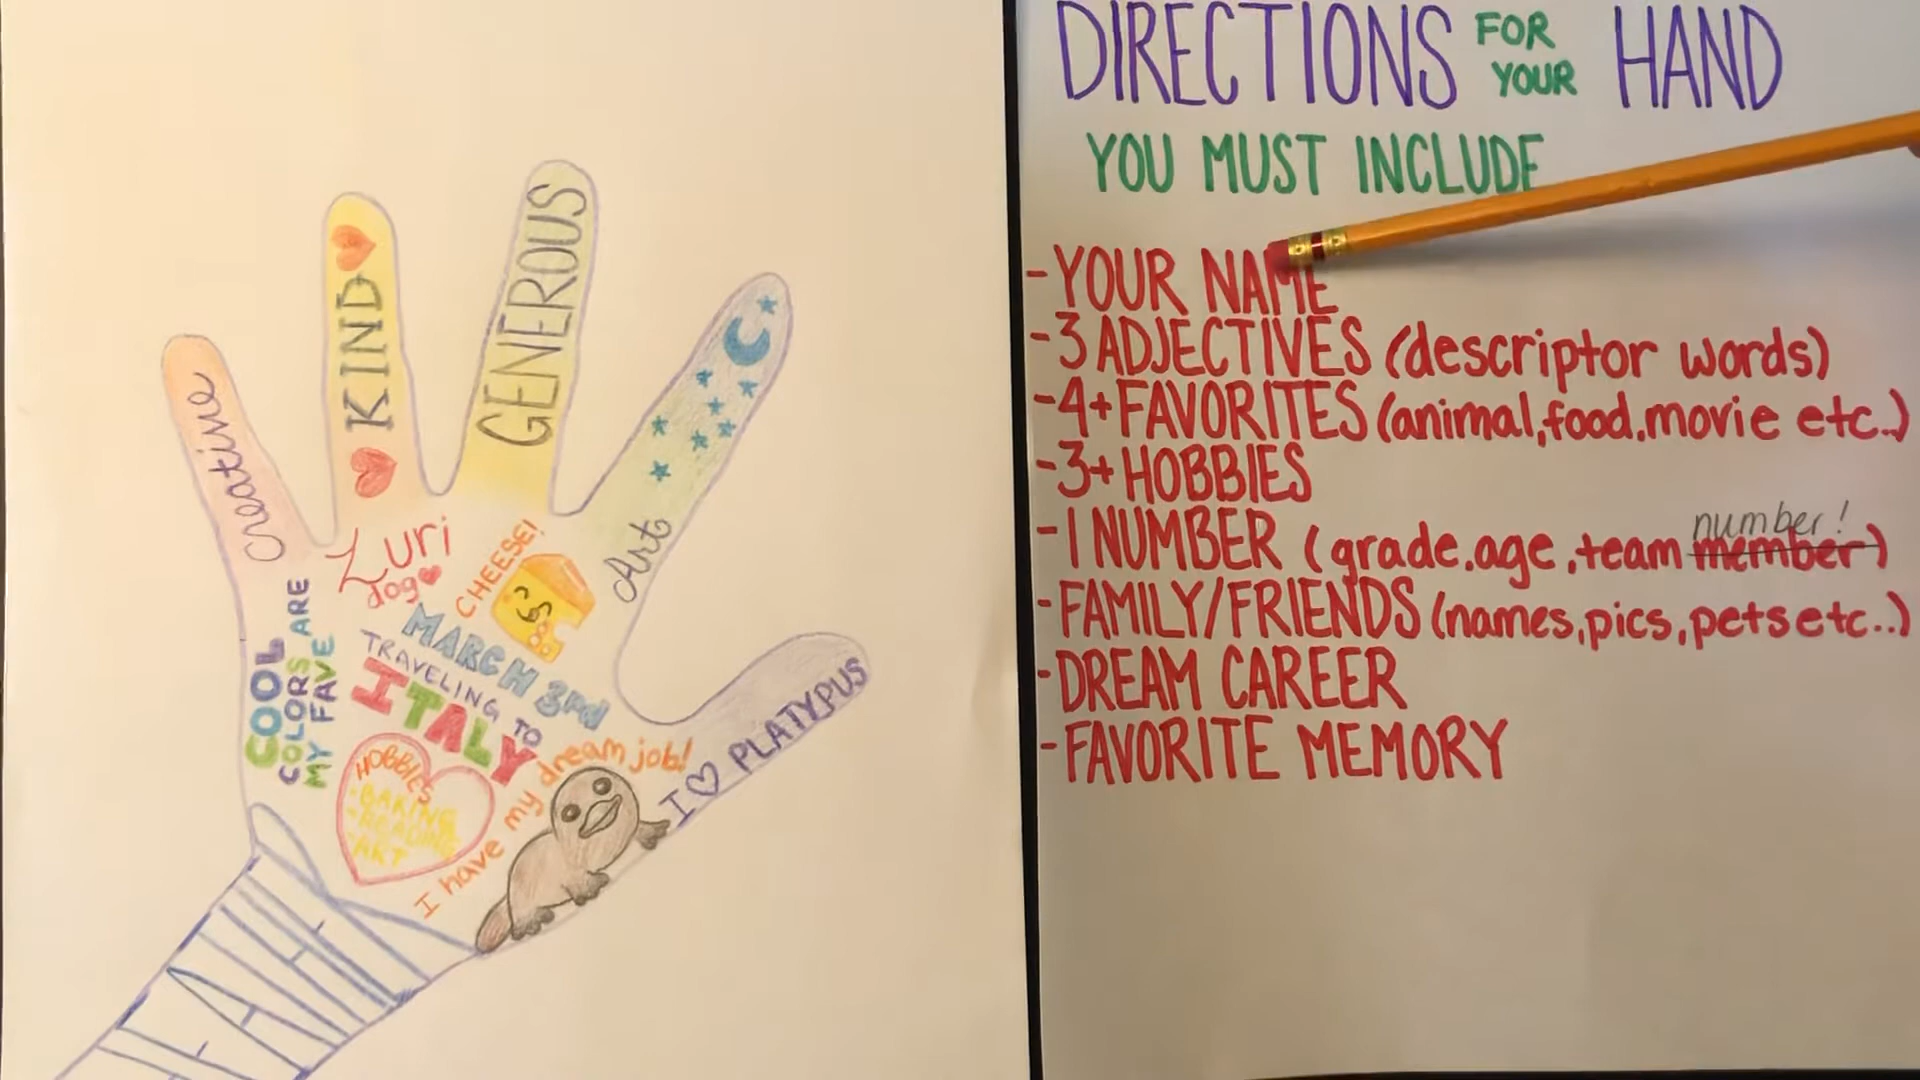 Creative
KIND
GENEROUS
Art
I ♡ PLATYPUS
Luri
dog
CHEESE!
MARCH 3rd
TRAVELING TO
ITALY
COOL
COLORS ARE
MY FAVE
HOBBIES
-BAKING
-READING
-ART
I have my dream job!
DIRECTIONS FOR YOUR HAND
YOU MUST INCLUDE
-YOUR NAME
-3 ADJECTIVES (descriptor words)
-4+ FAVORITES (animal, food, movie etc..)
-3+ HOBBIES
number!
-1 NUMBER (grade, age, team member)
-FAMILY/FRIENDS (names, pics, pets etc..)
-DREAM CAREER
-FAVORITE MEMORY